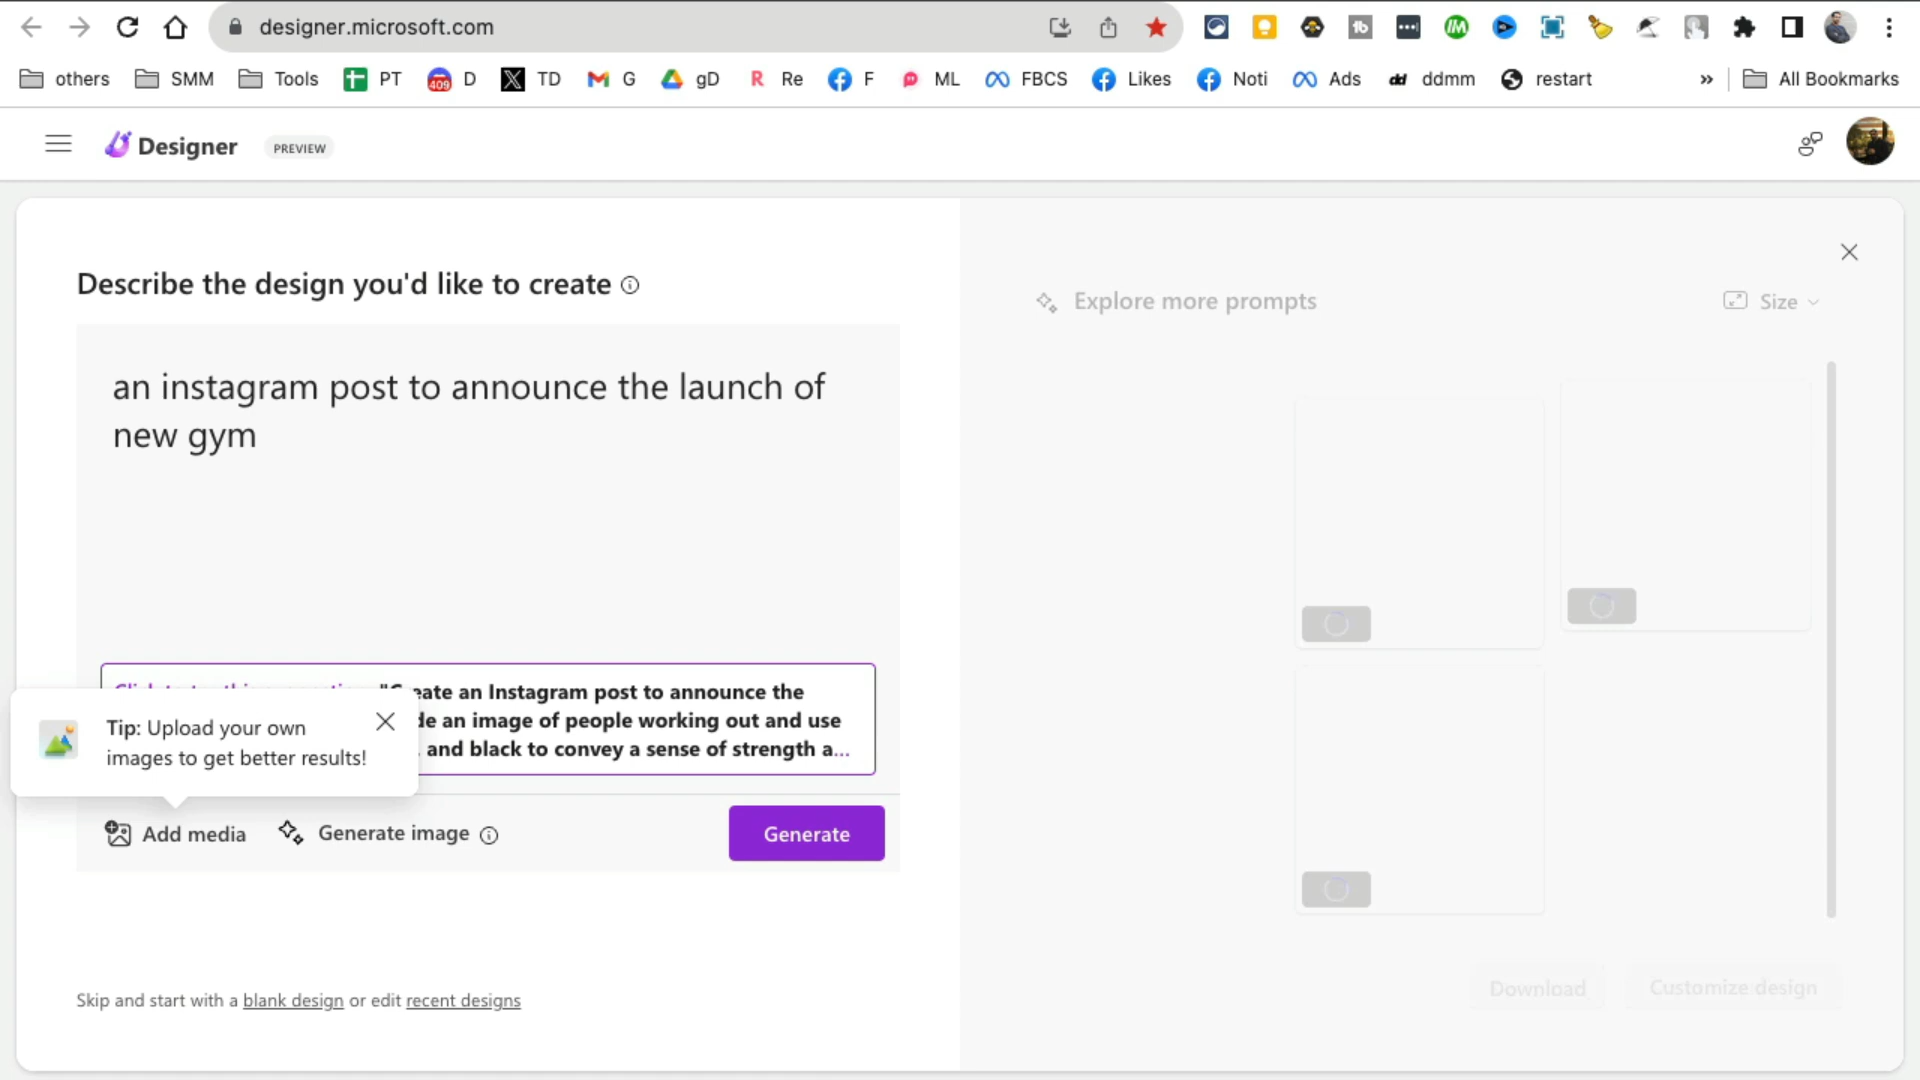 designer.microsoft.com
others SMM Tools PT 409 D TD G gD R Re F ML FBCS Likes Noti Ads dd ddmm restart » All Bookmarks
Designer PREVIEW
Describe the design you'd like to create
Explore more prompts
Size
an instagram post to announce the launch of
new gym
eate an Instagram post to announce the
de an image of people working out and use
and black to convey a sense of strength a...
Tip: Upload your own
images to get better results!
Add media
Generate image
Generate
Download
Customize design
Skip and start with a blank design or edit recent designs